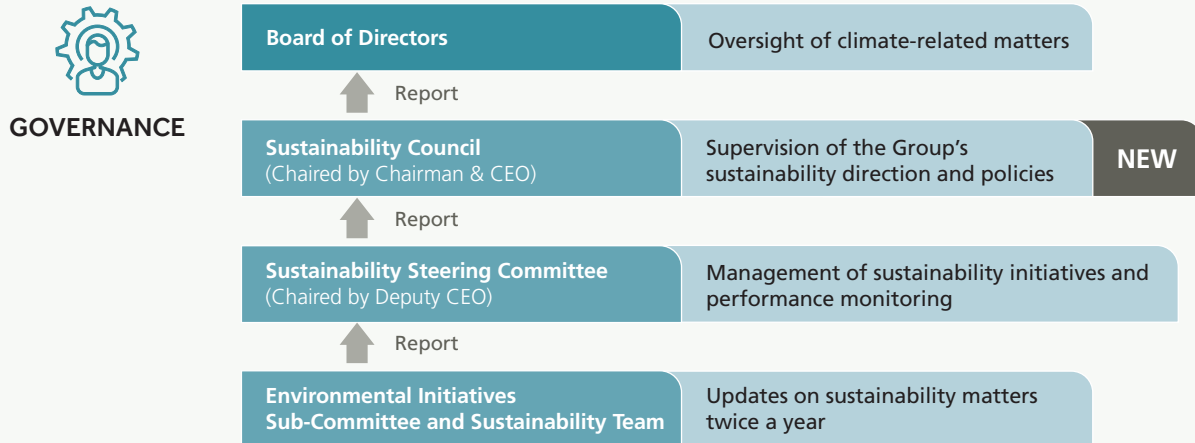 GOVERNANCE
Board of Directors
Oversight of climate-related matters
Report
Sustainability Council
(Chaired by Chairman & CEO)
Supervision of the Group's
sustainability direction and policies
NEW
Report
Sustainability Steering Committee
(Chaired by Deputy CEO)
Management of sustainability initiatives and
performance monitoring
Report
Environmental Initiatives
Sub-Committee and Sustainability Team
Updates on sustainability matters
twice a year